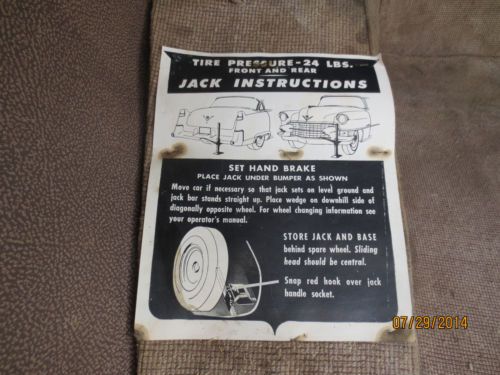 TIRE PRESSURE-24 LBS.
FRONT AND REAR
JACK INSTRUCTIONS
SET HAND BRAKE
PLACE JACK UNDER BUMPER AS SHOWN
Move car if necessary so that jack sets on level ground and
jack bar stands straight up. Place wedge on downhill side of
diagonally opposite wheel. For wheel changing information see
your operator's manual.
STORE JACK AND BASE
behind spare wheel. Sliding
head should be central.
Snap red hook over jack
handle socket.
07/29/2014